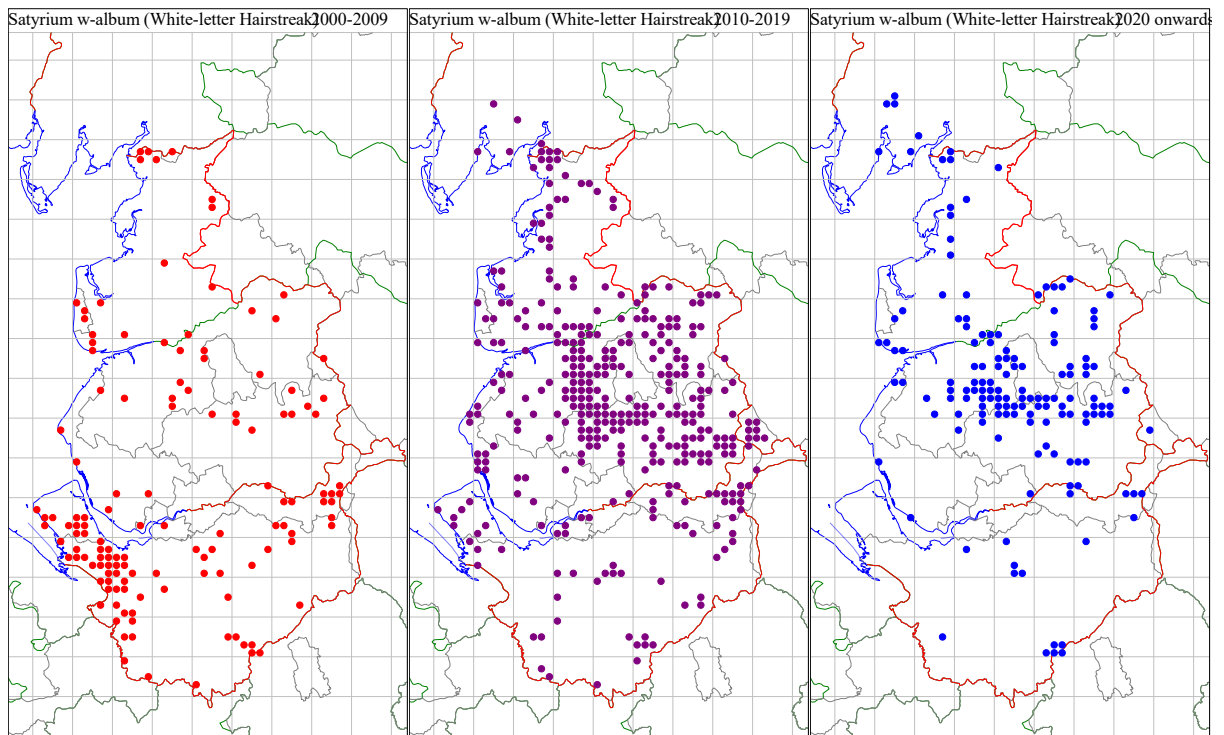 Satyrium w-album (White-letter Hairstreak) 2000-2009
Satyrium w-album (White-letter Hairstreak) 2010-2019
Satyrium w-album (White-letter Hairstreak) 2020 onwards